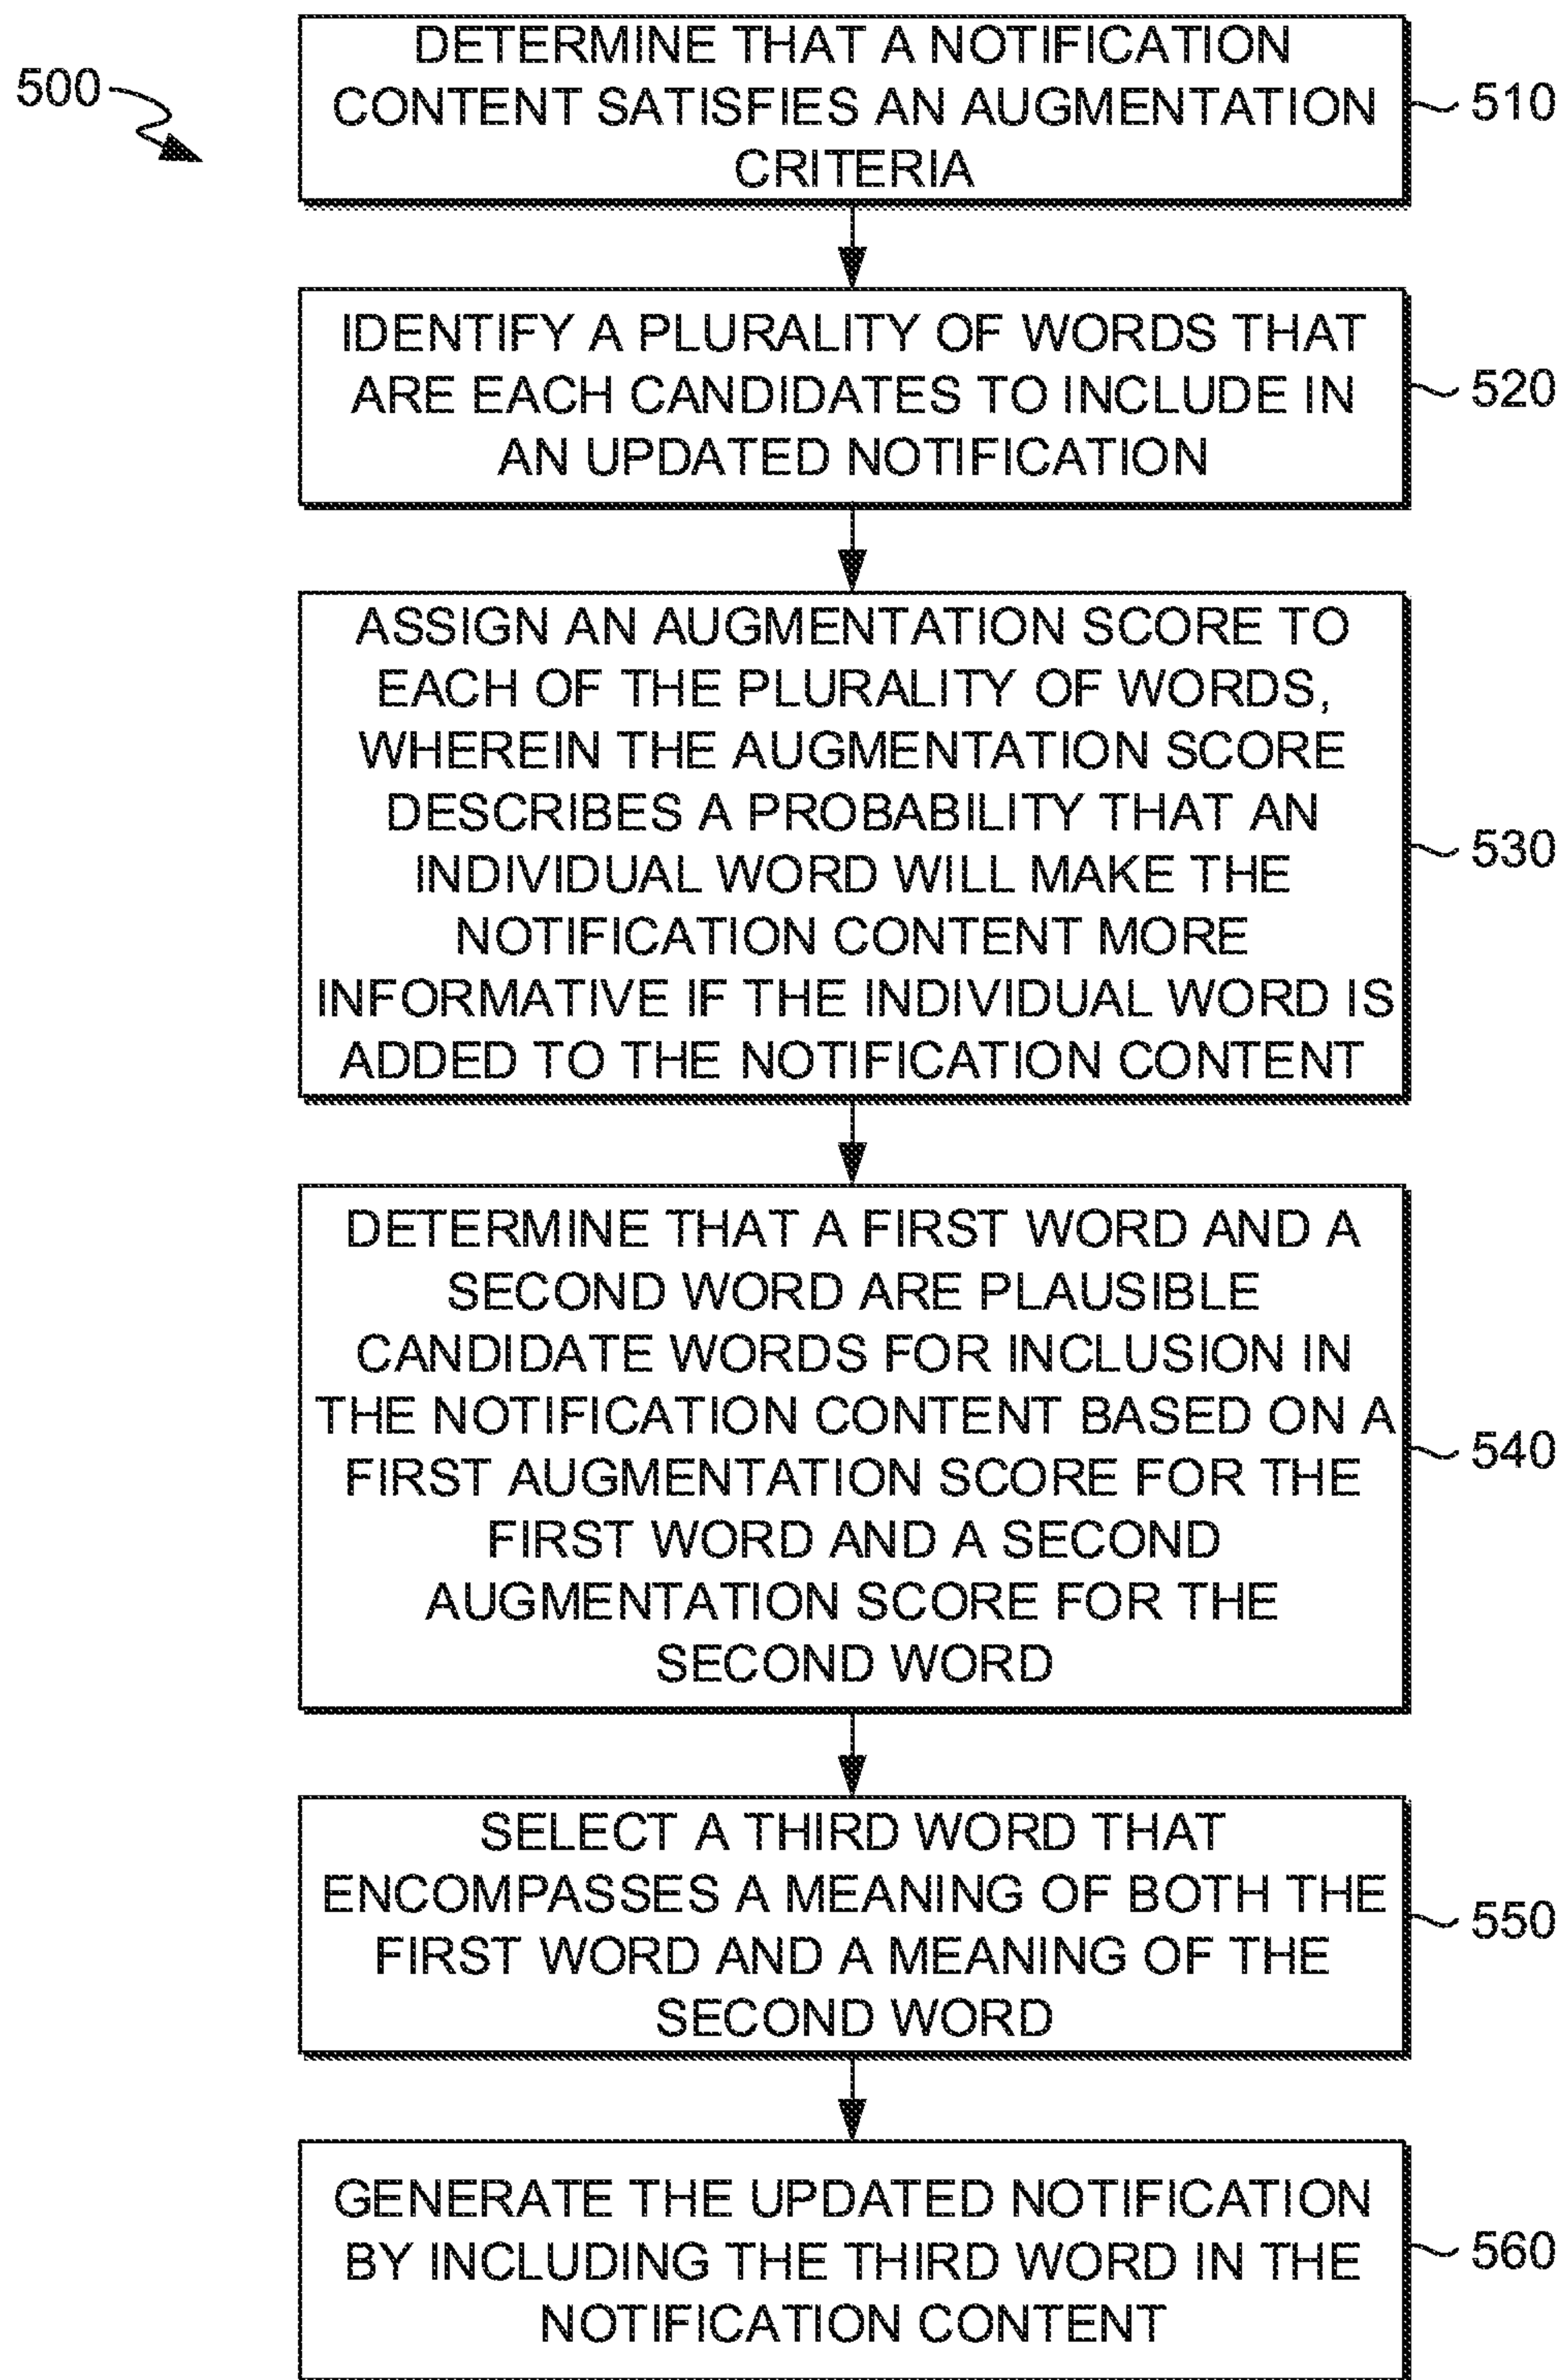 500
DETERMINE THAT A NOTIFICATION
CONTENT SATISFIES AN AUGMENTATION
CRITERIA
510
IDENTIFY A PLURALITY OF WORDS THAT
ARE EACH CANDIDATES TO INCLUDE IN
AN UPDATED NOTIFICATION
520
ASSIGN AN AUGMENTATION SCORE TO
EACH OF THE PLURALITY OF WORDS,
WHEREIN THE AUGMENTATION SCORE
DESCRIBES A PROBABILITY THAT AN
INDIVIDUAL WORD WILL MAKE THE
NOTIFICATION CONTENT MORE
INFORMATIVE IF THE INDIVIDUAL WORD IS
ADDED TO THE NOTIFICATION CONTENT
530
DETERMINE THAT A FIRST WORD AND A
SECOND WORD ARE PLAUSIBLE
CANDIDATE WORDS FOR INCLUSION IN
THE NOTIFICATION CONTENT BASED ON A
FIRST AUGMENTATION SCORE FOR THE
FIRST WORD AND A SECOND
AUGMENTATION SCORE FOR THE
SECOND WORD
540
SELECT A THIRD WORD THAT
ENCOMPASSES A MEANING OF BOTH THE
FIRST WORD AND A MEANING OF THE
SECOND WORD
550
GENERATE THE UPDATED NOTIFICATION
BY INCLUDING THE THIRD WORD IN THE
NOTIFICATION CONTENT
560